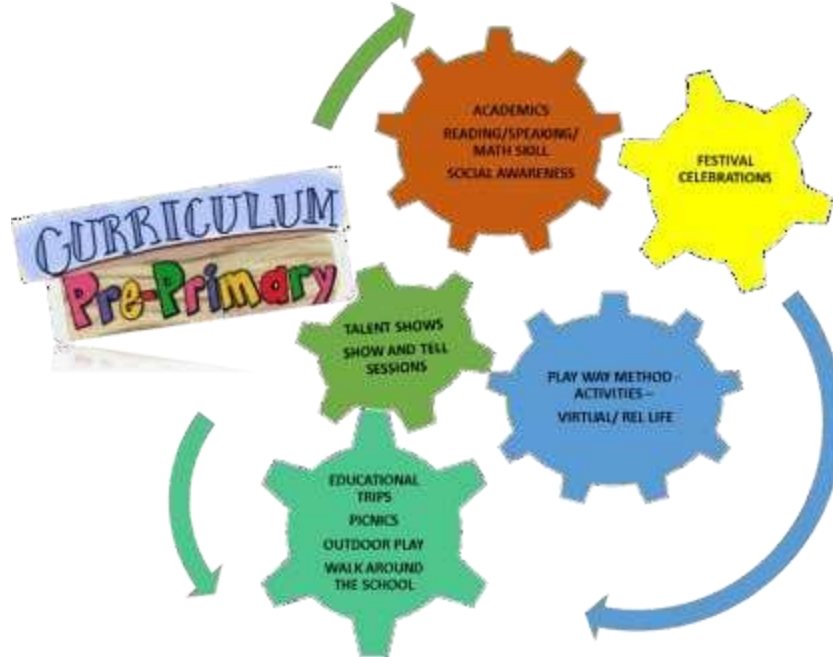 CURRICULUM
Pre-Primary
ACADEMICS
READING/SPEAKING/
MATH SKILL
SOCIAL AWARENESS
FESTIVAL
CELEBRATIONS
TALENT SHOWS
SHOW AND TELL
SESSIONS
PLAY WAY METHOD -
ACTIVITIES –
VIRTUAL/ REL LIFE
EDUCATIONAL
TRIPS
PICNICS
OUTDOOR PLAY
WALK AROUND
THE SCHOOL